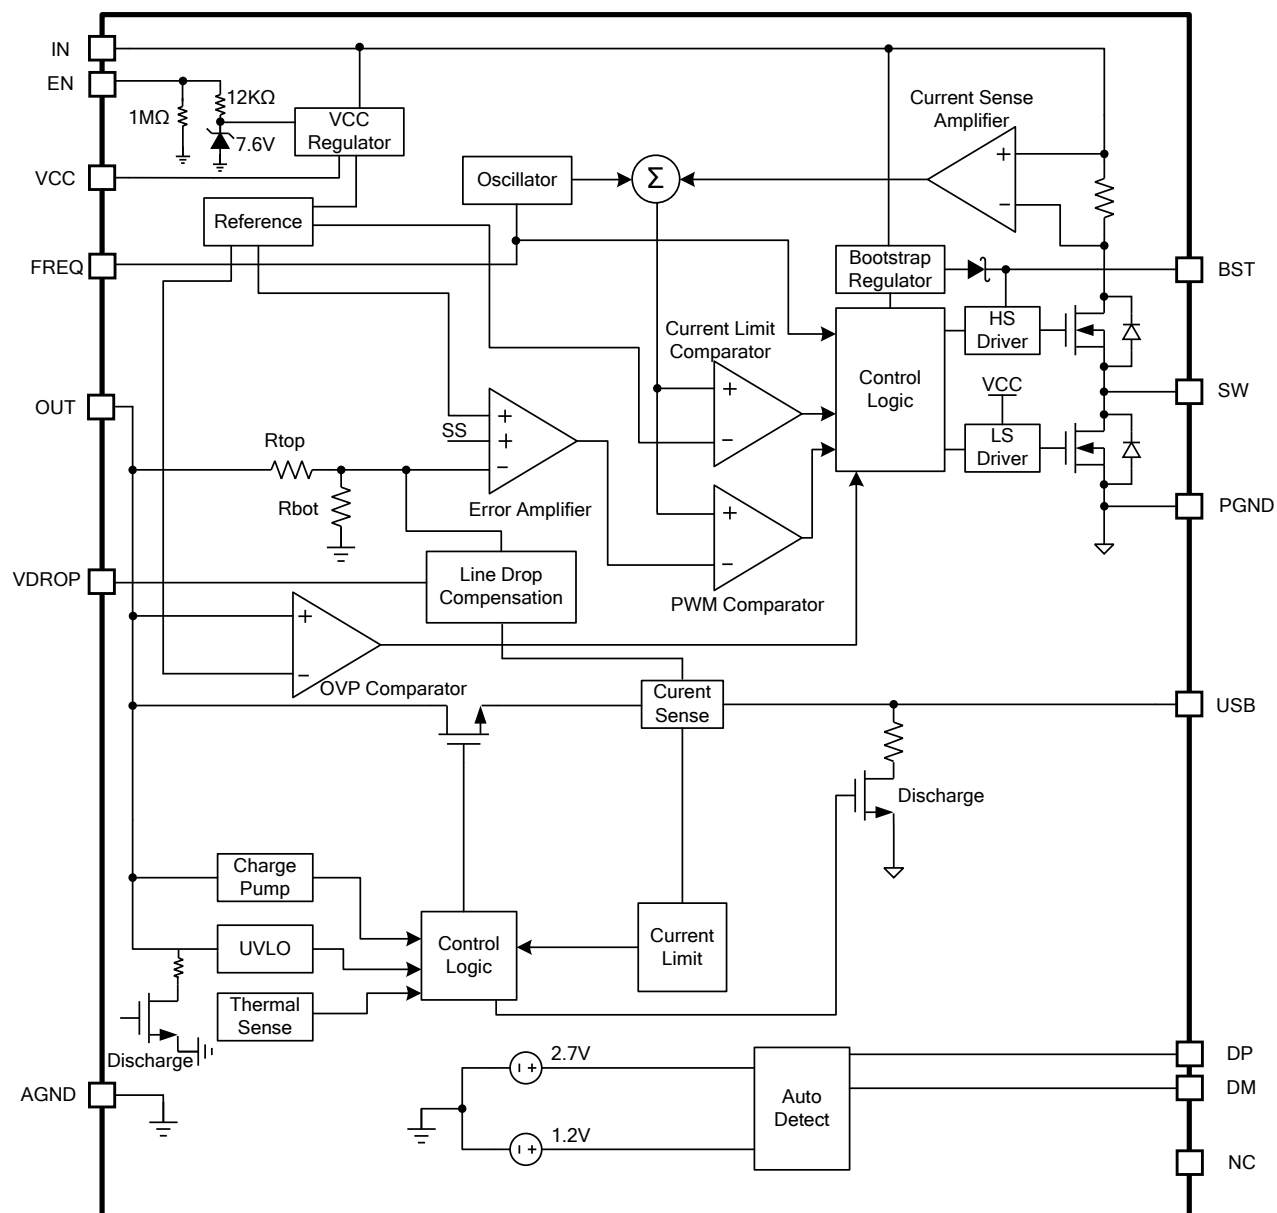 IN
EN
12KΩ
1MΩ
7.6V
VCC
Regulator
Current Sense
Amplifier
+
−
VCC
Oscillator
Σ
Reference
FREQ
Bootstrap
Regulator
BST
HS
Driver
Current Limit
Comparator
+
−
Control
Logic
VCC
LS
Driver
SW
OUT
Rtop
Rbot
SS
+
+
−
Error Amplifier
+
−
PWM Comparator
PGND
VDROP
Line Drop
Compensation
+
−
OVP Comparator
Curent
Sense
USB
Discharge
Charge
Pump
UVLO
Thermal
Sense
Control
Logic
Current
Limit
Discharge
AGND
2.7V
1.2V
Auto
Detect
DP
DM
NC